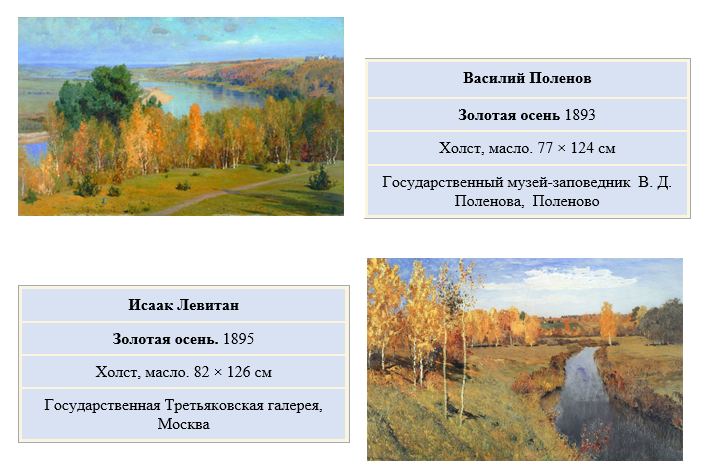 Василий Поленов
Золотая осень 1893
Холст, масло. 77 × 124 см
Государственный музей-заповедник В. Д.
Поленова, Поленово
Исаак Левитан
Золотая осень. 1895
Холст, масло. 82 × 126 см
Государственная Третьяковская галерея,
Москва